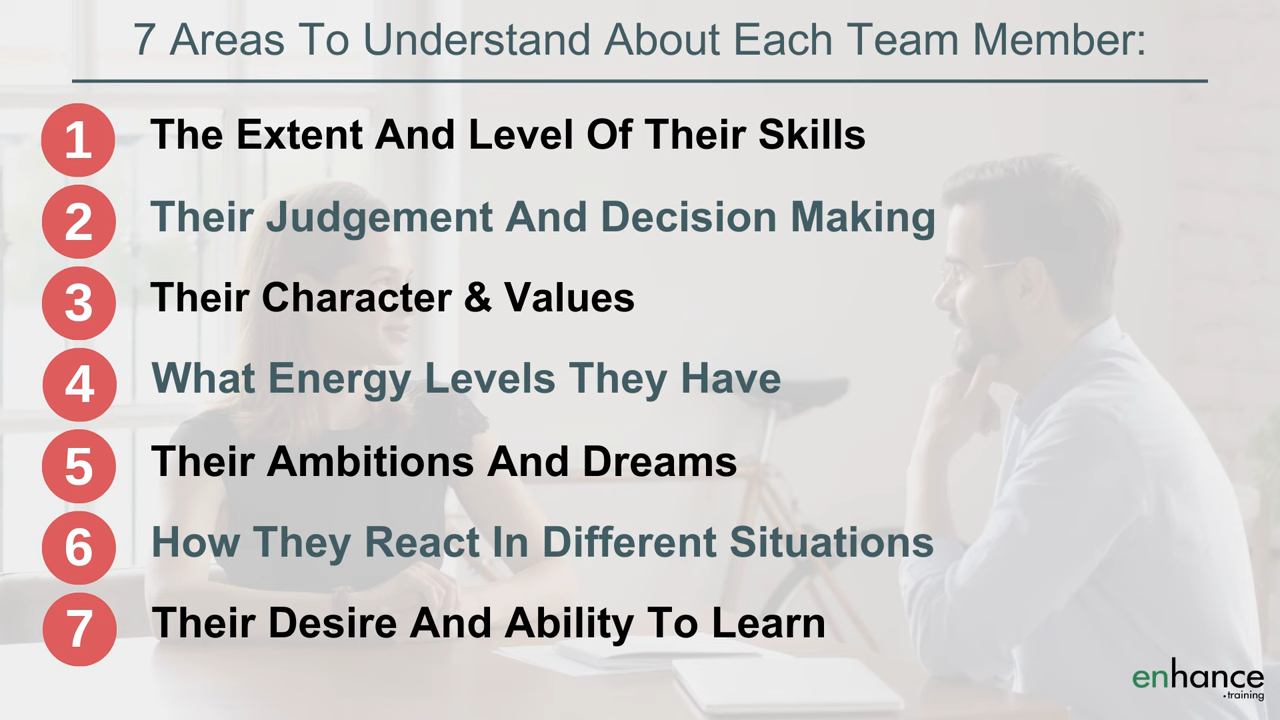 7 Areas To Understand About Each Team Member:
1 The Extent And Level Of Their Skills
2 Their Judgement And Decision Making
3 Their Character & Values
4 What Energy Levels They Have
5 Their Ambitions And Dreams
6 How They React In Different Situations
7 Their Desire And Ability To Learn
enhance
.training